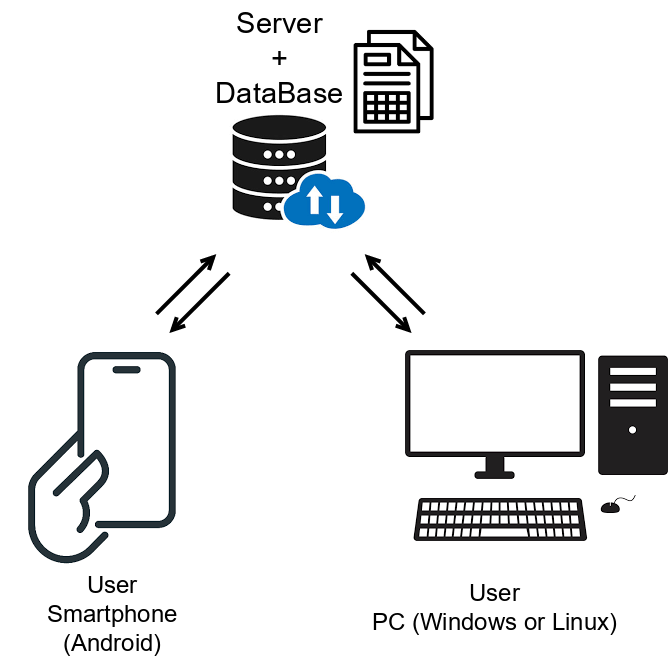 Server
+
DataBase
User
Smartphone
(Android)
User
PC (Windows or Linux)